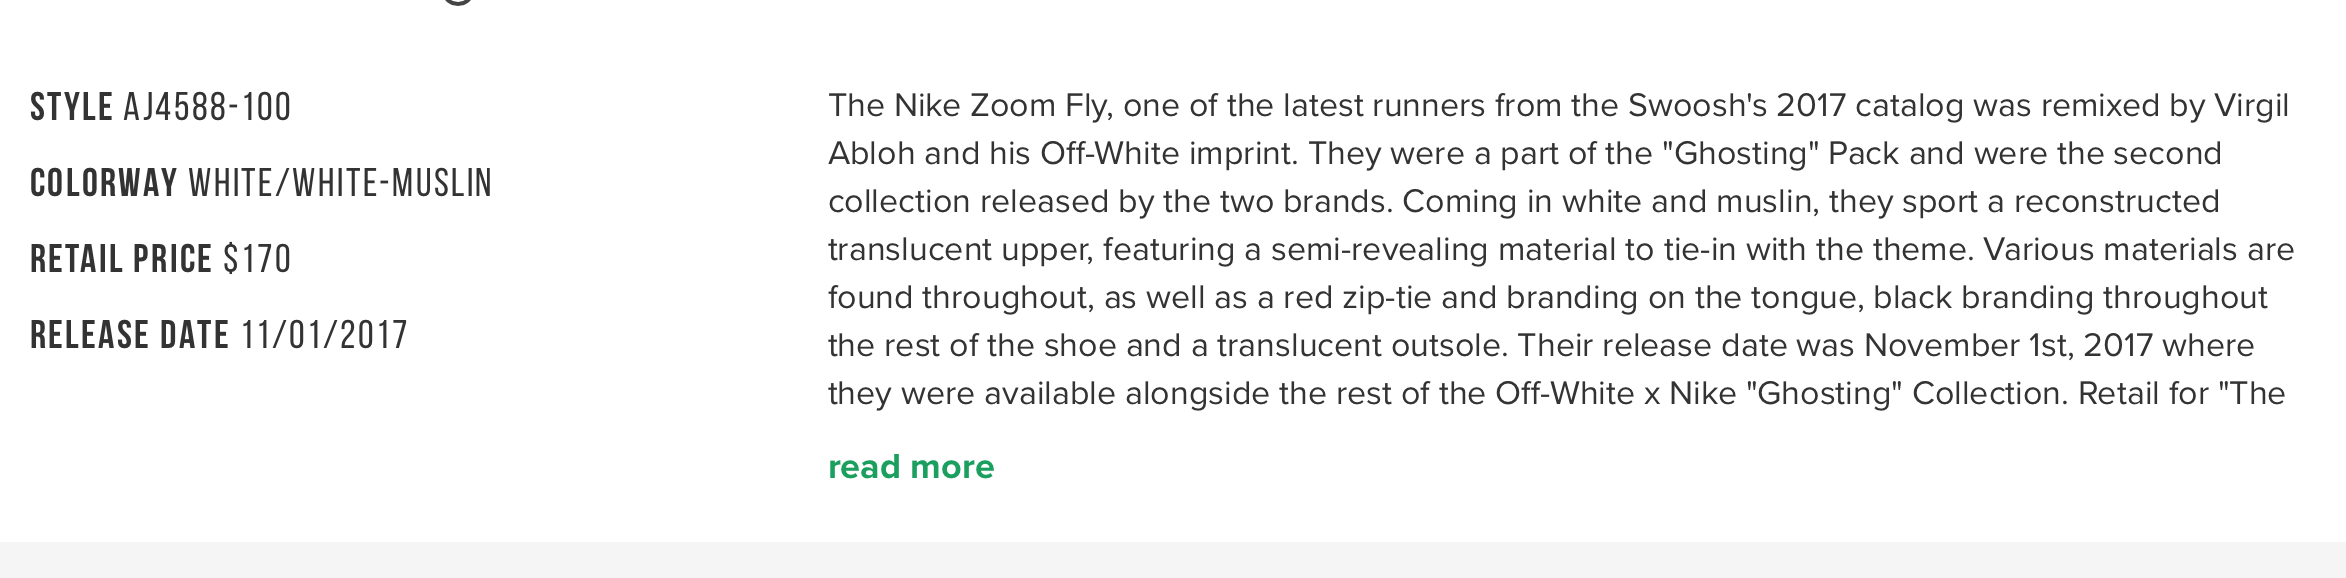 STYLE AJ4588-100
COLORWAY WHITE/WHITE-MUSLIN
RETAIL PRICE $170
RELEASE DATE 11/01/2017
The Nike Zoom Fly, one of the latest runners from the Swoosh's 2017 catalog was remixed by Virgil
Abloh and his Off-White imprint. They were a part of the "Ghosting" Pack and were the second
collection released by the two brands. Coming in white and muslin, they sport a reconstructed
translucent upper, featuring a semi-revealing material to tie-in with the theme. Various materials are
found throughout, as well as a red zip-tie and branding on the tongue, black branding throughout
the rest of the shoe and a translucent outsole. Their release date was November 1st, 2017 where
they were available alongside the rest of the Off-White x Nike "Ghosting" Collection. Retail for "The
read more